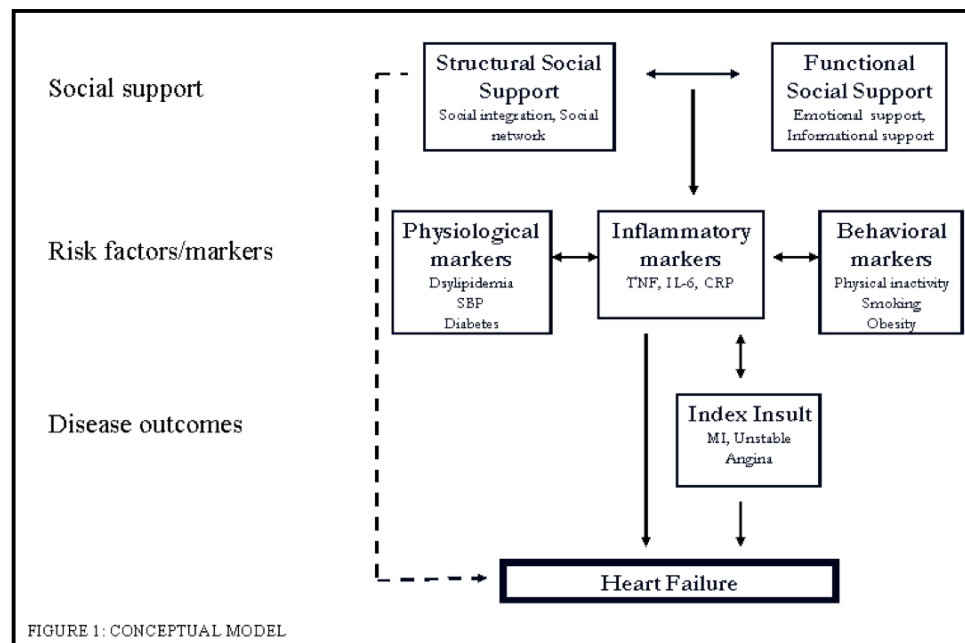 Social support
Structural Social
Support
Social integration, Social
network
Functional
Social Support
Emotional support,
Informational support
Risk factors/markers
Physiological
markers
Dsylipidemia
SBP
Diabetes
Inflammatory
markers
TNF, IL-6, CRP
Behavioral
markers
Physical inactivity
Smoking
Obesity
Disease outcomes
Index Insult
MI, Unstable
Angina
Heart Failure
FIGURE 1: CONCEPTUAL MODEL